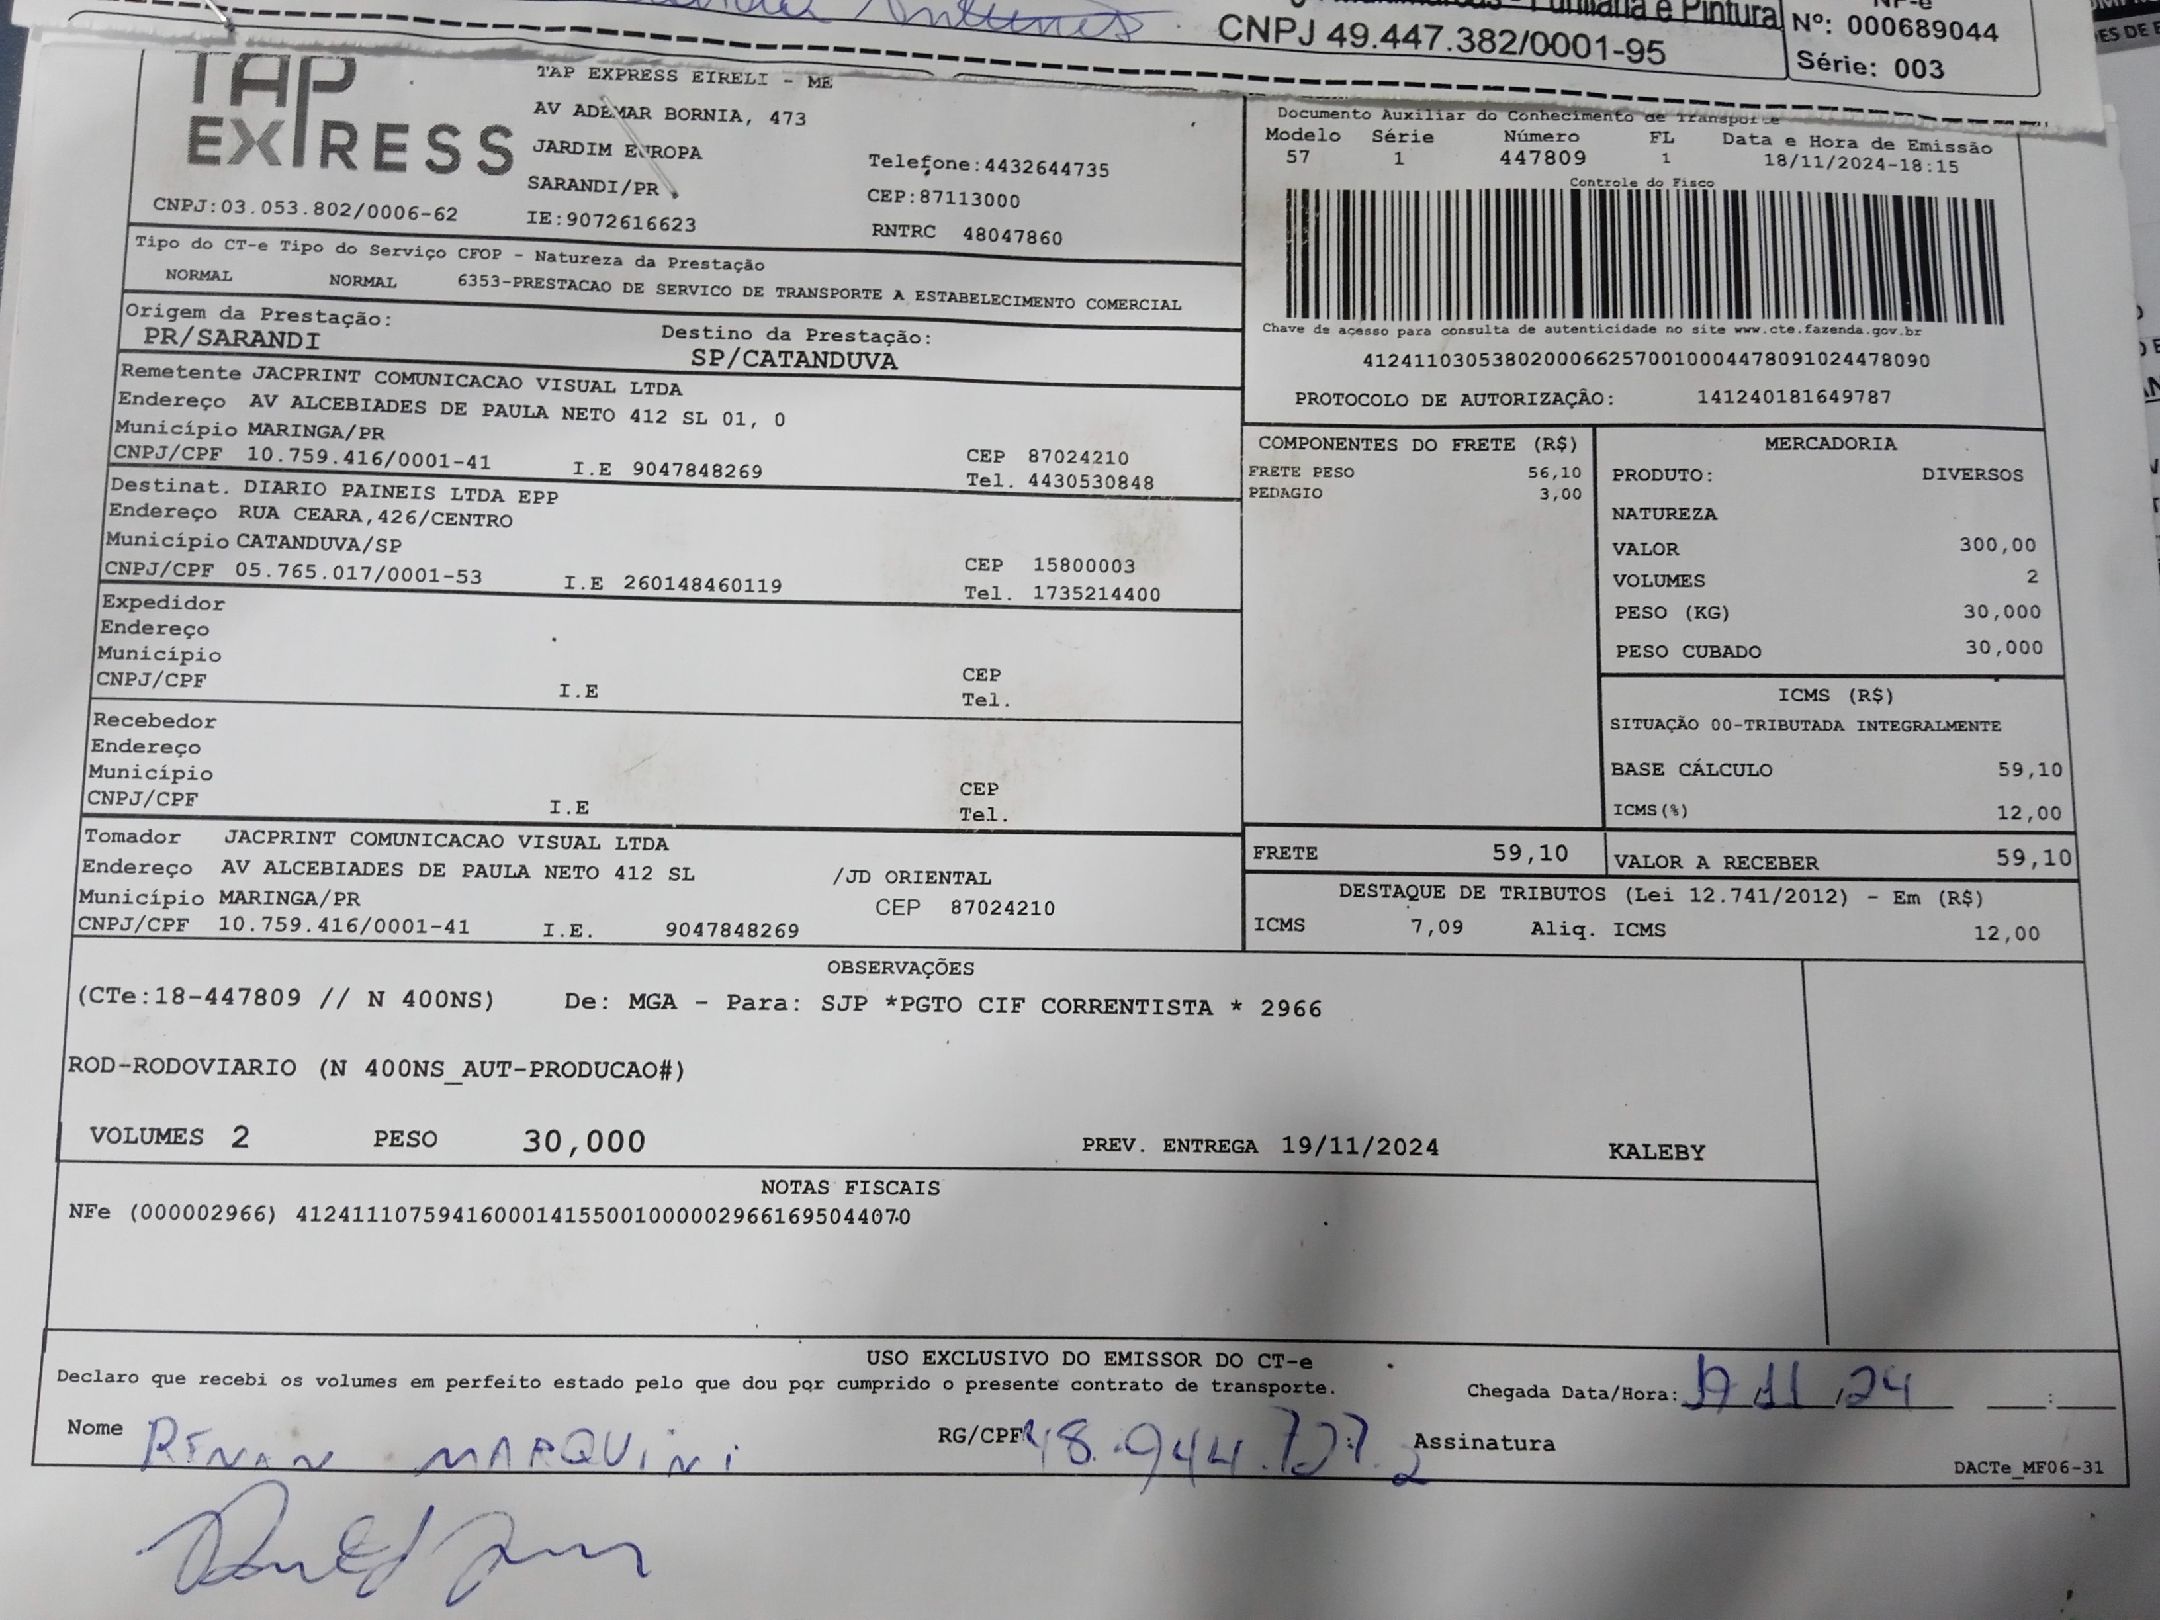 CNPJ 49.447.382/0001-95
Nº: 000689044
Série: 003
TAP
EXPRESS
TAP EXPRESS EIRELI - ME
AV ADEMAR BORNIA, 473
JARDIM EUROPA
SARANDI/PR
Telefone:4432644735
CEP:87113000
CNPJ:03.053.802/0006-62
IE:9072616623
RNTRC 48047860
Documento Auxiliar do Conhecimento de Transporte
Modelo Série Número FL Data e Hora de Emissão
57 1 447809 1 18/11/2024-18:15
Controle do Fisco
Chave de acesso para consulta de autenticidade no site www.cte.fazenda.gov.br
41241103053802000662570010004478091024478090
PROTOCOLO DE AUTORIZAÇÃO: 141240181649787
Tipo do CT-e Tipo do Serviço CFOP - Natureza da Prestação
NORMAL NORMAL 6353-PRESTACAO DE SERVICO DE TRANSPORTE A ESTABELECIMENTO COMERCIAL
Origem da Prestação: Destino da Prestação:
PR/SARANDI SP/CATANDUVA
Remetente JACPRINT COMUNICACAO VISUAL LTDA
Endereço AV ALCEBIADES DE PAULA NETO 412 SL 01, 0
Município MARINGA/PR CEP 87024210
CNPJ/CPF 10.759.416/0001-41 I.E 9047848269 Tel. 4430530848
Destinat. DIARIO PAINEIS LTDA EPP
Endereço RUA CEARA,426/CENTRO
Município CATANDUVA/SP CEP 15800003
CNPJ/CPF 05.765.017/0001-53 I.E 260148460119 Tel. 1735214400
Expedidor
Endereço
Município CEP
CNPJ/CPF I.E Tel.
Recebedor
Endereço
Município CEP
CNPJ/CPF I.E Tel.
Tomador JACPRINT COMUNICACAO VISUAL LTDA
Endereço AV ALCEBIADES DE PAULA NETO 412 SL /JD ORIENTAL
Município MARINGA/PR CEP 87024210
CNPJ/CPF 10.759.416/0001-41 I.E. 9047848269
COMPONENTES DO FRETE (R$)
FRETE PESO 56,10
PEDAGIO 3,00
MERCADORIA
PRODUTO: DIVERSOS
NATUREZA
VALOR 300,00
VOLUMES 2
PESO (KG) 30,000
PESO CUBADO 30,000
ICMS (R$)
SITUAÇÃO 00-TRIBUTADA INTEGRALMENTE
BASE CÁLCULO 59,10
ICMS(%) 12,00
FRETE 59,10 VALOR A RECEBER 59,10
DESTAQUE DE TRIBUTOS (Lei 12.741/2012) - Em (R$)
ICMS 7,09 Aliq. ICMS 12,00
OBSERVAÇÕES
(CTe:18-447809 // N 400NS) De: MGA - Para: SJP *PGTO CIF CORRENTISTA * 2966
ROD-RODOVIARIO (N 400NS_AUT-PRODUCAO#)
VOLUMES 2 PESO 30,000 PREV. ENTREGA 19/11/2024 KALEBY
NOTAS FISCAIS
NFe (000002966) 41241110759416000141550010000029661695044070
USO EXCLUSIVO DO EMISSOR DO CT-e
Declaro que recebi os volumes em perfeito estado pelo que dou por cumprido o presente contrato de transporte.
Chegada Data/Hora: 19 11 24 :
Nome RENAN MARQUINI RG/CPF 48.944.727.2 Assinatura
DACTe_MF06-31